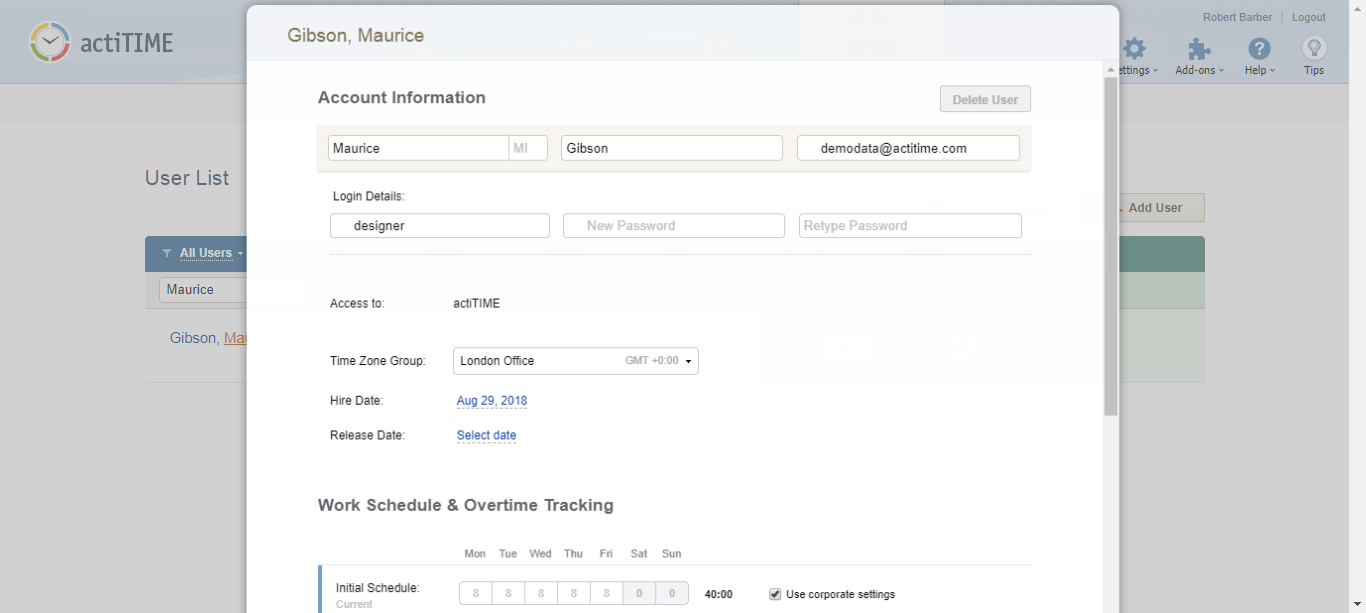 Robert Barber | Logout
actiTIME
ettings
Add-ons
Help
Tips
User List
Add User
All Users
Maurice
Gibson, Mau
Gibson, Maurice
Account Information
Delete User
Maurice
MI
Gibson
demodata@actitime.com
Login Details:
designer
New Password
Retype Password
Access to:
actiTIME
Time Zone Group:
London Office
GMT +0:00
Hire Date:
Aug 29, 2018
Release Date:
Select date
Work Schedule & Overtime Tracking
Mon Tue Wed Thu Fri Sat Sun
Initial Schedule:
8 8 8 8 8 0 0
40:00
Use corporate settings
Current